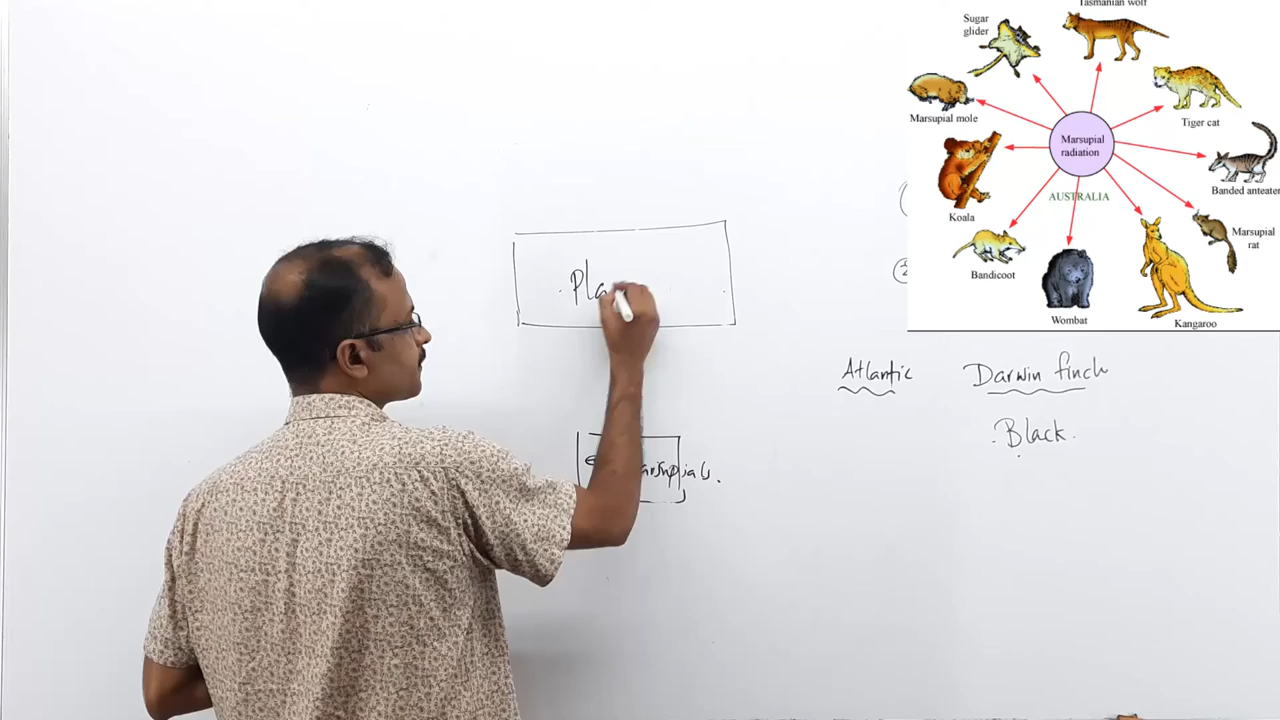 Tasmanian wolf
Sugar
glider
Tiger cat
Marsupial mole
Marsupial
radiation
Banded anteater
AUSTRALIA
Koala
Marsupial
rat
Bandicoot
Wombat
Kangaroo
Pla
Atlantic
Darwin finch
Black.